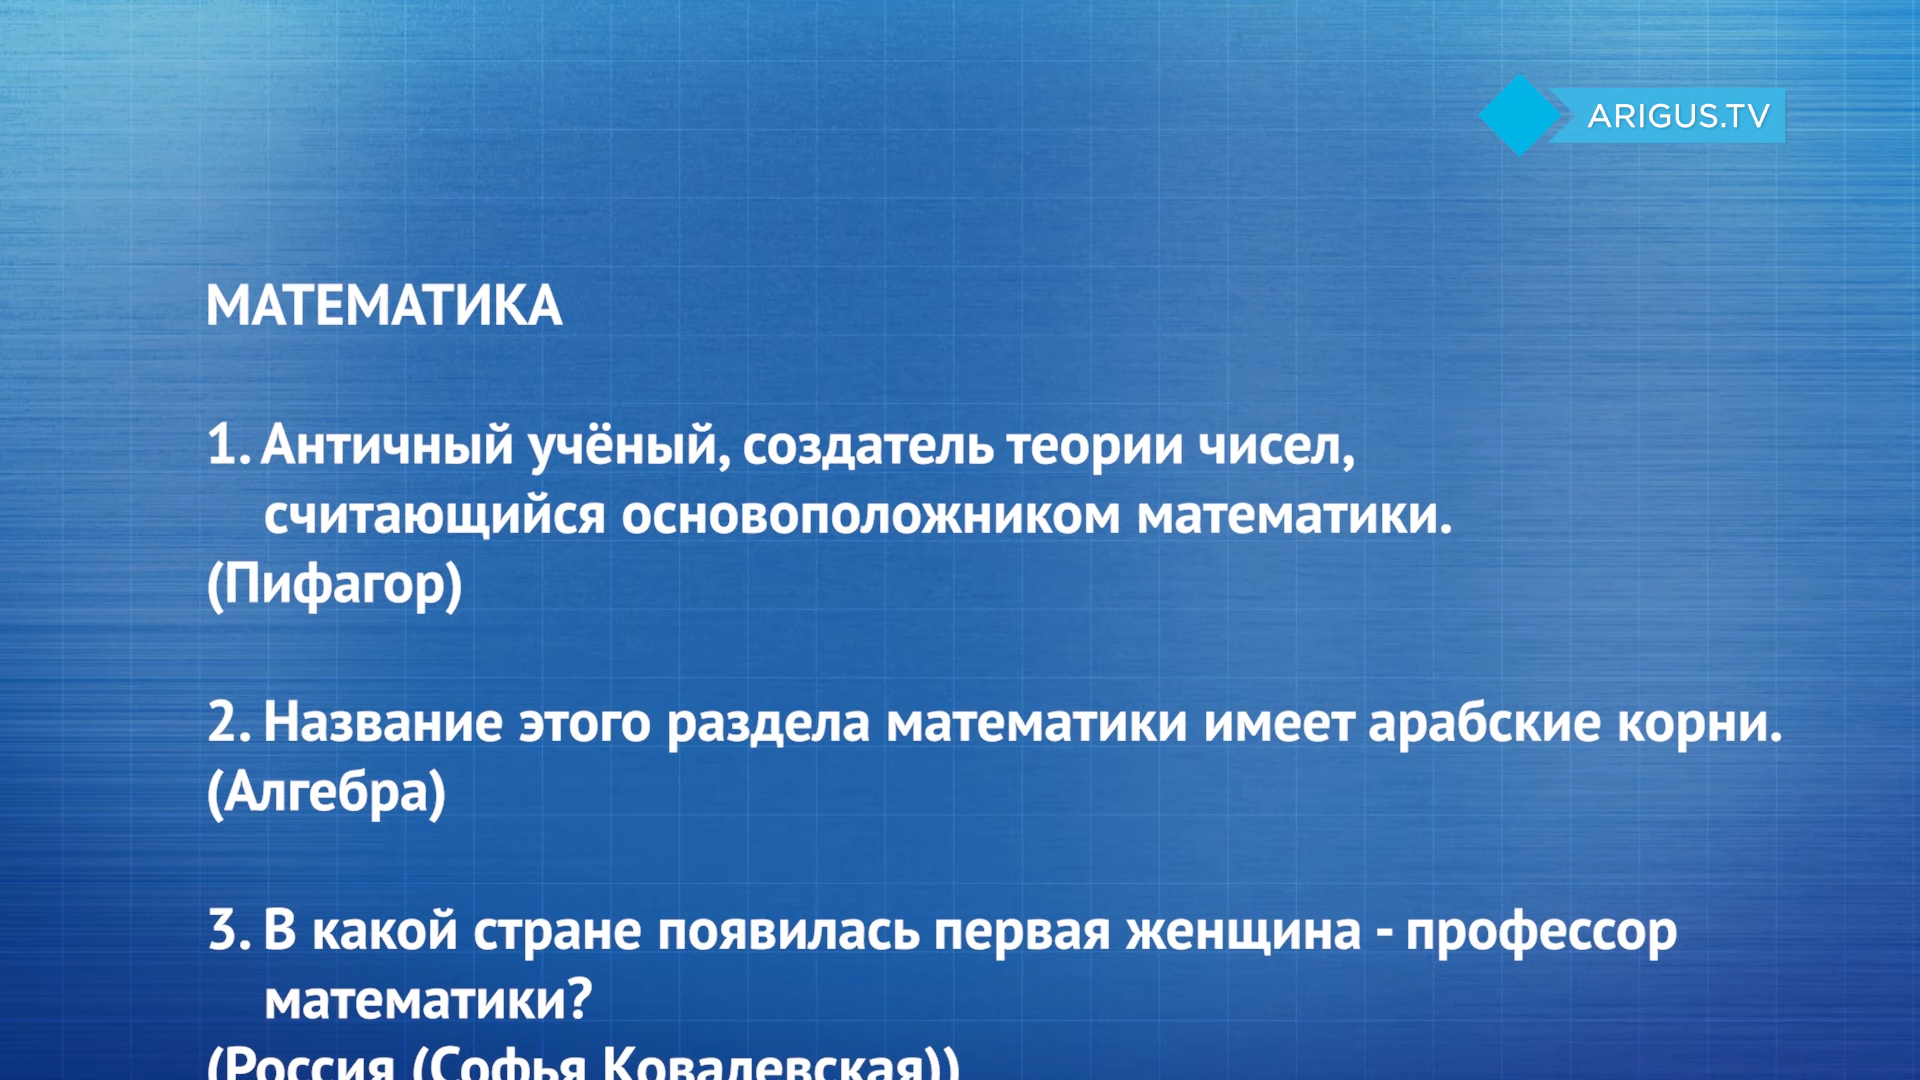 ARIGUS.TV
МАТЕМАТИКА
1. Античный учёный, создатель теории чисел,
считающийся основоположником математики.
(Пифагор)
2. Название этого раздела математики имеет арабские корни.
(Алгебра)
3. В какой стране появилась первая женщина - профессор
математики?
(Россия (Софья Ковалевская))